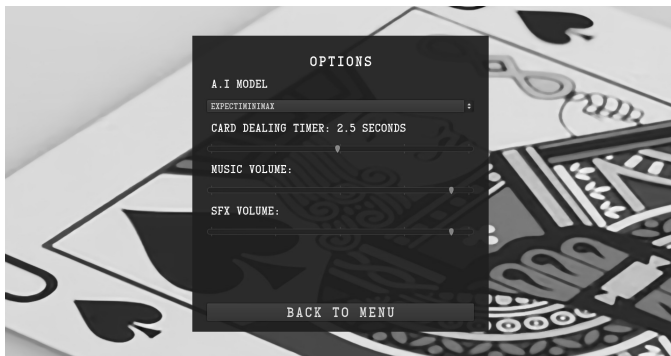 OPTIONS
A.I MODEL
EXPECTIMINIMAX
CARD DEALING TIMER: 2.5 SECONDS
MUSIC VOLUME:
SFX VOLUME:
BACK TO MENU